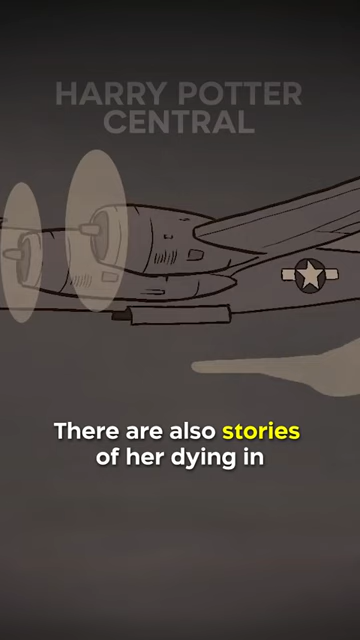 HARRY POTTER
CENTRAL
There are also stories
of her dying in